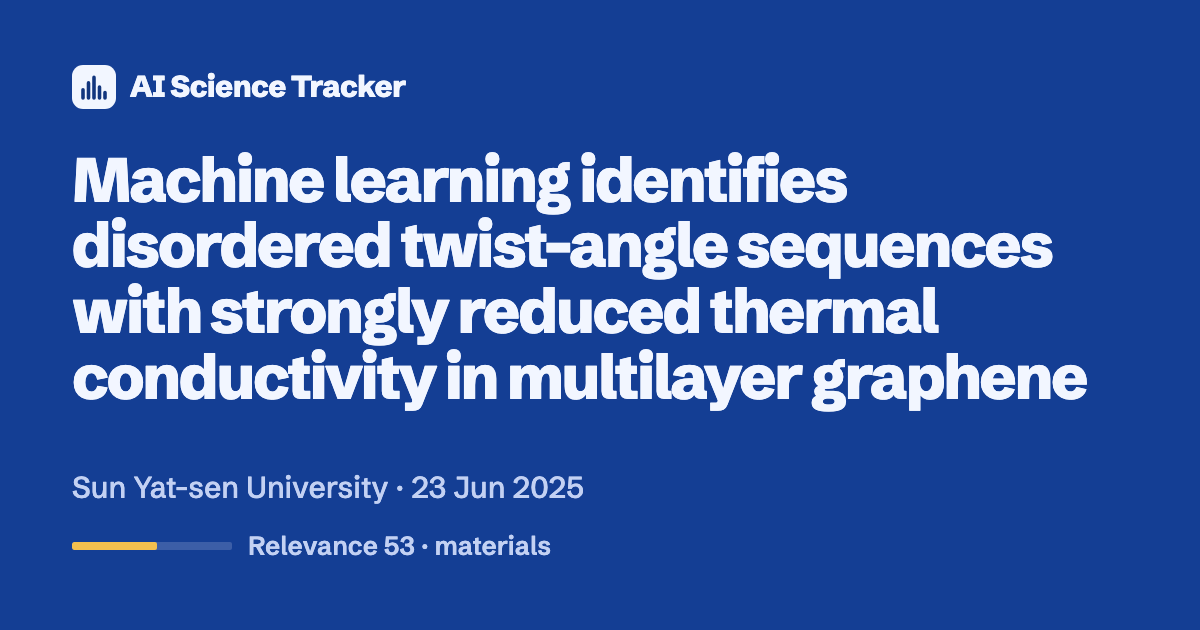 AI Science Tracker
Machine learning identifies
disordered twist-angle sequences
with strongly reduced thermal
conductivity in multilayer graphene
Sun Yat-sen University · 23 Jun 2025
Relevance 53 · materials